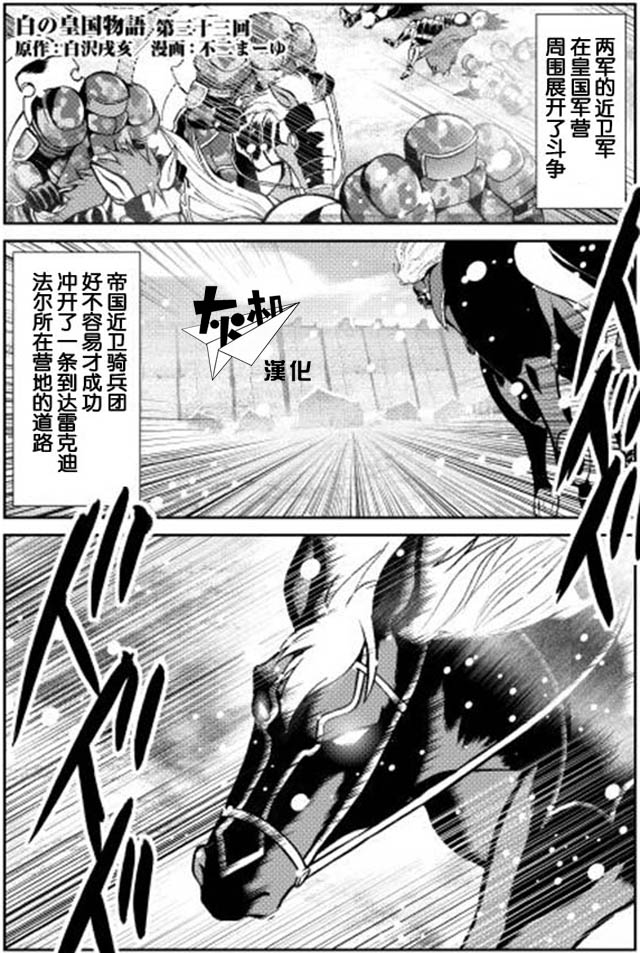 白の皇国物語 第三十三回
原作:白沢戌亥/漫画:不二まーゆ
两军的近卫军
在皇国军营
周围展开了斗争
帝国近卫骑兵团
好不容易才成功
冲开了一条到达雷克迪
法尔所在营地的道路
漢化
ドドド
ドドド